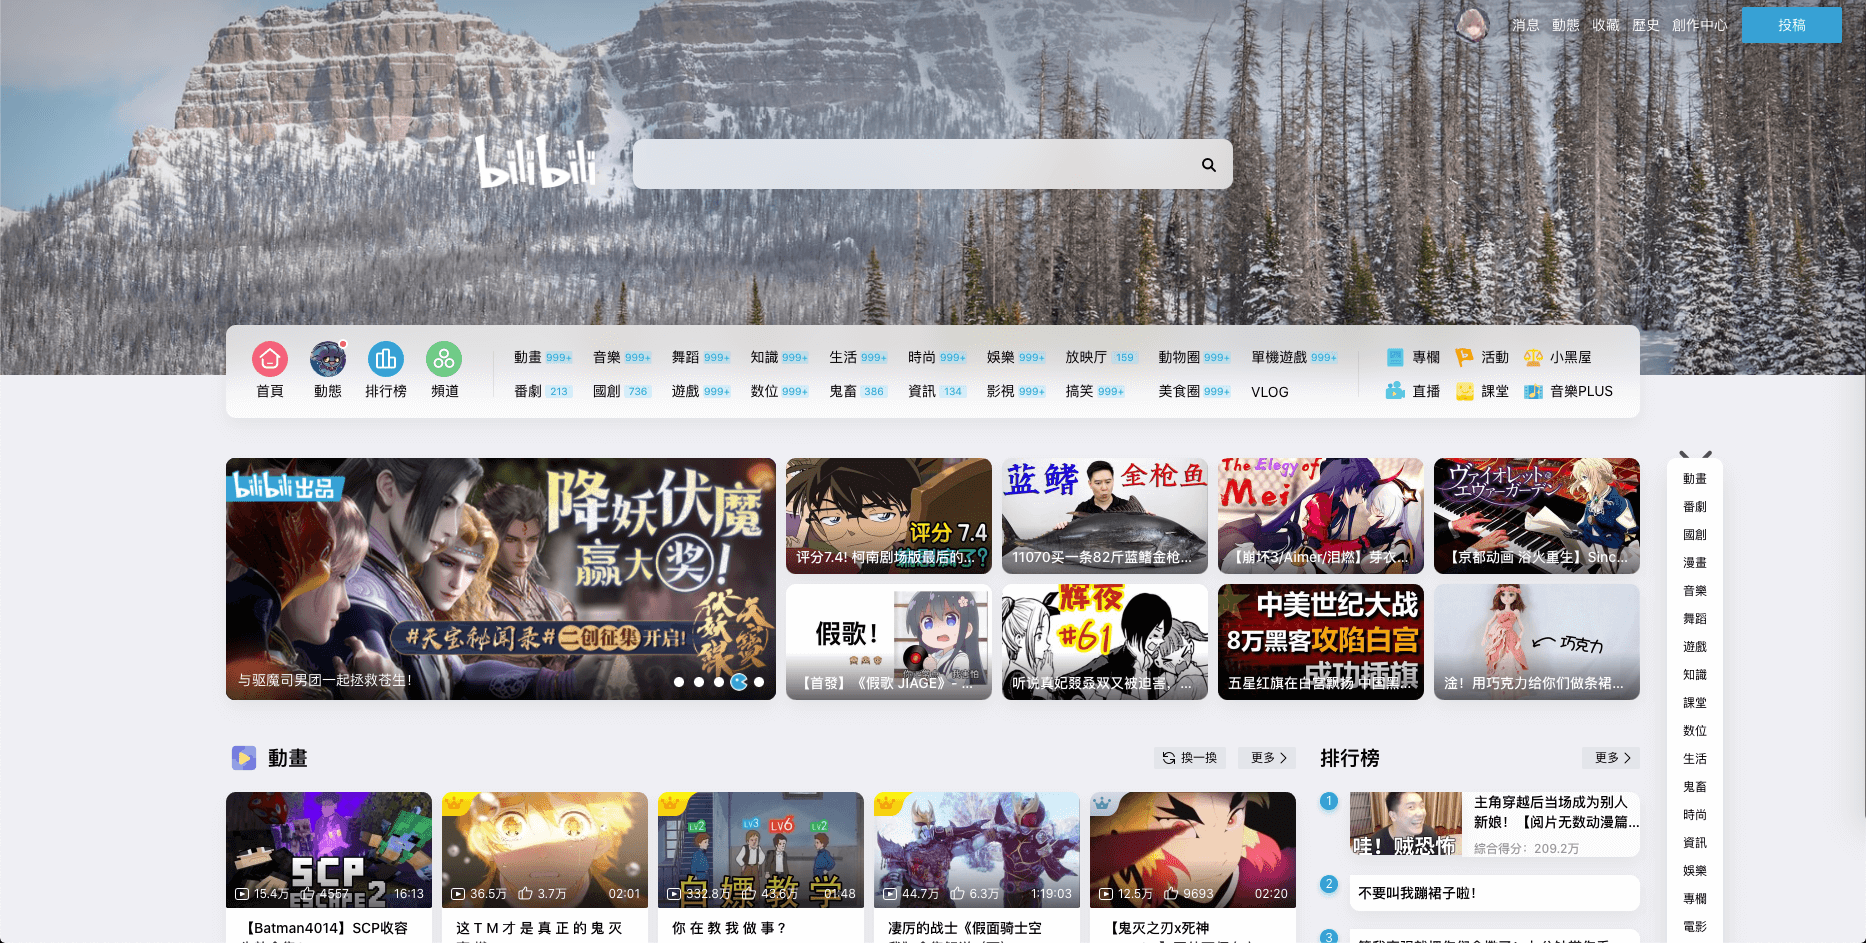 消息 動態 收藏 歷史 創作中心 投稿
bilibili
動畫 999+ 音樂 999+ 舞蹈 999+ 知識 999+ 生活 999+ 時尚 999+ 娛樂 999+ 放映厅 159 動物圈 999+ 單機遊戲 999+ 專欄 活動 小黑屋
首頁 動態 排行榜 頻道
番劇 213 國創 736 遊戲 999+ 数位 999+ 鬼畜 386 資訊 134 影視 999+ 搞笑 999+ 美食圈 999+ VLOG 直播 課堂 音樂PLUS
bilibili出品
降妖伏魔
赢大奖!
#天宝秘闻录#二创征集 开启!
与驱魔司男团一起拯救苍生!
评分 7.4
评分7.4! 柯南剧场版最后的...
蓝鳍 金枪鱼
11070买一条82斤蓝鳍金枪...
The Elegy of
Mei
【崩坏3/Aimer/泪燃】芽衣...
ヴァイオレット
エヴァーガーデン
【京都动画 浴火重生】Sinc...
假歌!
【首發】《假歌 JIAGE》- ...
辉夜
#61
听说真妃叕叒双又被迫害，...
中美世纪大战
8万黑客攻陷白宫
成功插旗
五星红旗在白宫飘扬 中国黑...
巧克力
淦！用巧克力给你们做条裙...
動畫
番劇
國創
漫畫
音樂
舞蹈
遊戲
知識
課堂
数位
生活
鬼畜
時尚
資訊
娛樂
專欄
電影
動畫 換一換 更多
SCP
ESCAPE 2
15.4万 4557 16:13
【Batman4014】SCP收容
36.5万 3.7万 02:01
这 T M 才 是 真 正 的 鬼 灭
LV2 LV3 LV6 LV2
白嫖教学
332.8万 43.6万 01:48
你 在 教 我 做 事 ?
44.7万 6.3万 1:19:03
凄厉的战士《假面骑士空
12.5万 9693 02:20
【鬼灭之刃x死神
排行榜 更多
1
哇！贼恐怖
主角穿越后当场成为别人
新娘！【阅片无数动漫篇...
綜合得分：209.2万
2
不要叫我蹦裙子啦！
3